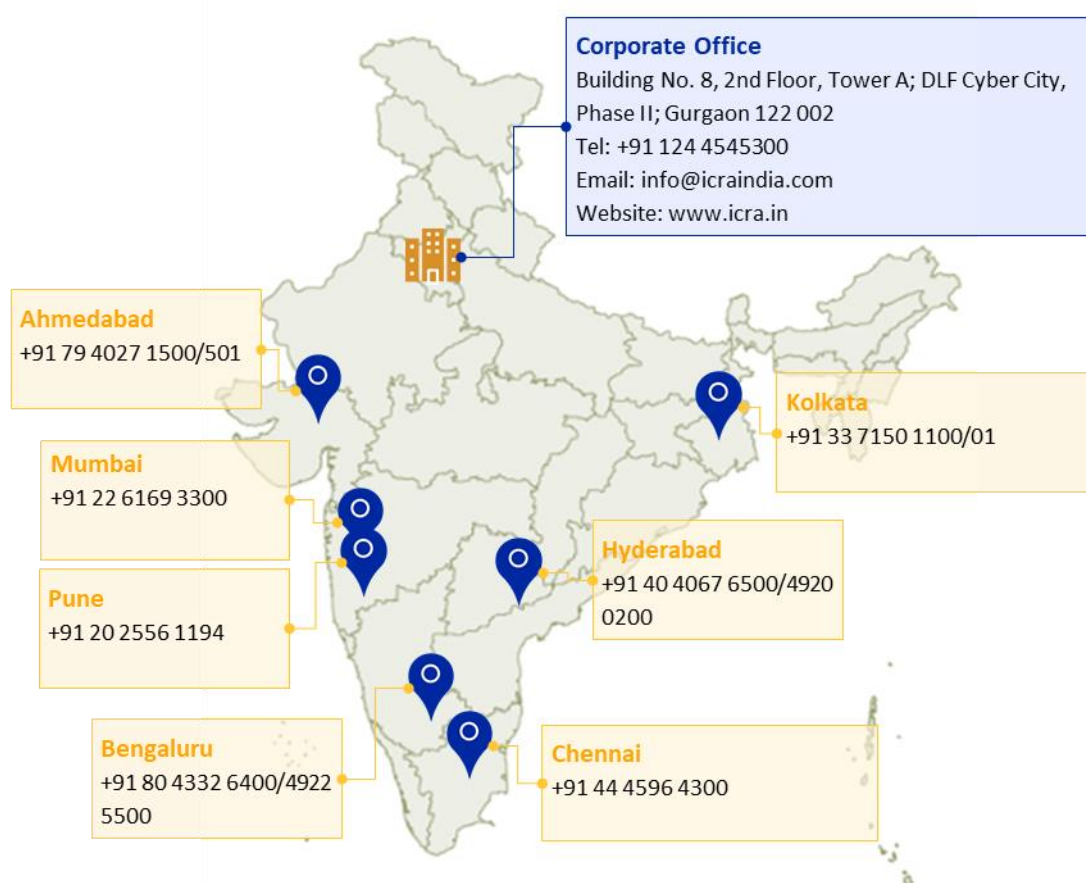 Corporate Office
Building No. 8, 2nd Floor, Tower A; DLF Cyber City,
Phase II; Gurgaon 122 002
Tel: +91 124 4545300
Email: info@icraindia.com
Website: www.icra.in
Ahmedabad
+91 79 4027 1500/501
Kolkata
+91 33 7150 1100/01
Mumbai
+91 22 6169 3300
Hyderabad
+91 40 4067 6500/4920
0200
Pune
+91 20 2556 1194
Bengaluru
+91 80 4332 6400/4922
5500
Chennai
+91 44 4596 4300